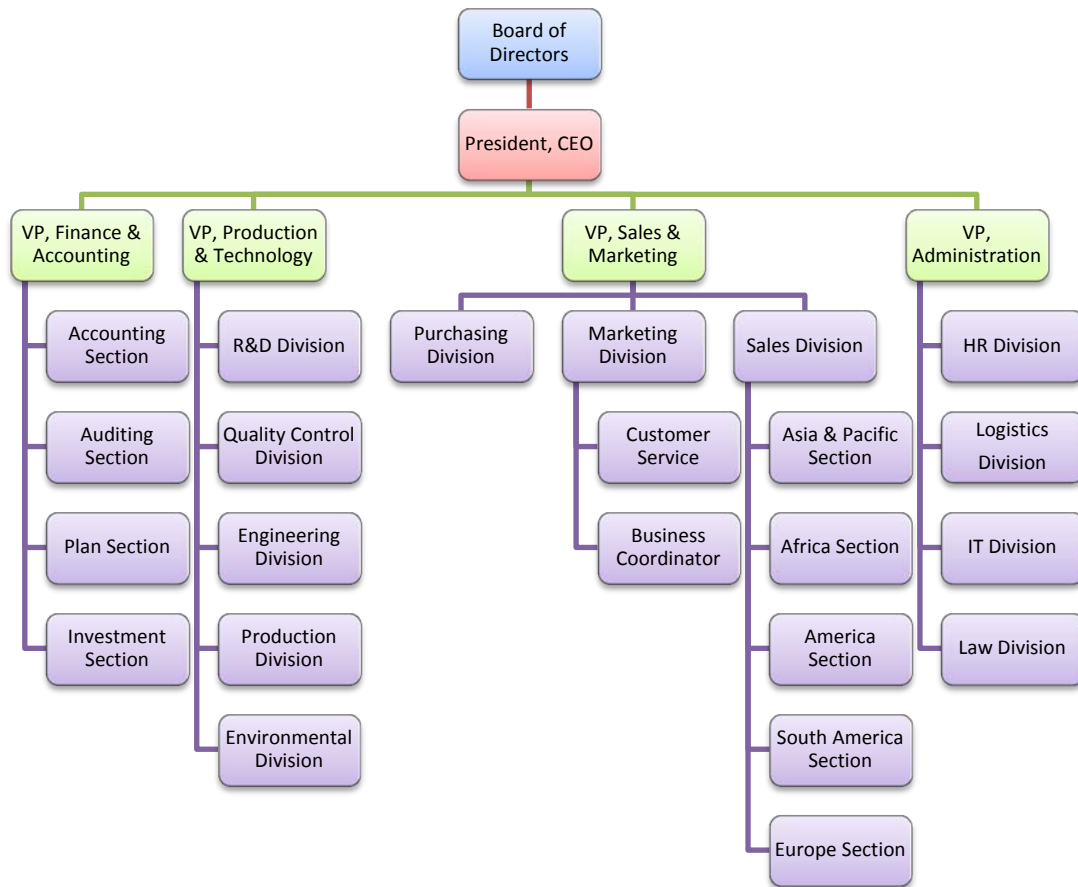 Board of
Directors
President, CEO
VP, Finance &
Accounting
VP, Production
& Technology
VP, Sales &
Marketing
VP,
Administration
Accounting
Section
Auditing
Section
Plan Section
Investment
Section
R&D Division
Quality Control
Division
Engineering
Division
Production
Division
Environmental
Division
Purchasing
Division
Marketing
Division
Customer
Service
Business
Coordinator
Sales Division
Asia & Pacific
Section
Africa Section
America
Section
South America
Section
Europe Section
HR Division
Logistics
Division
IT Division
Law Division